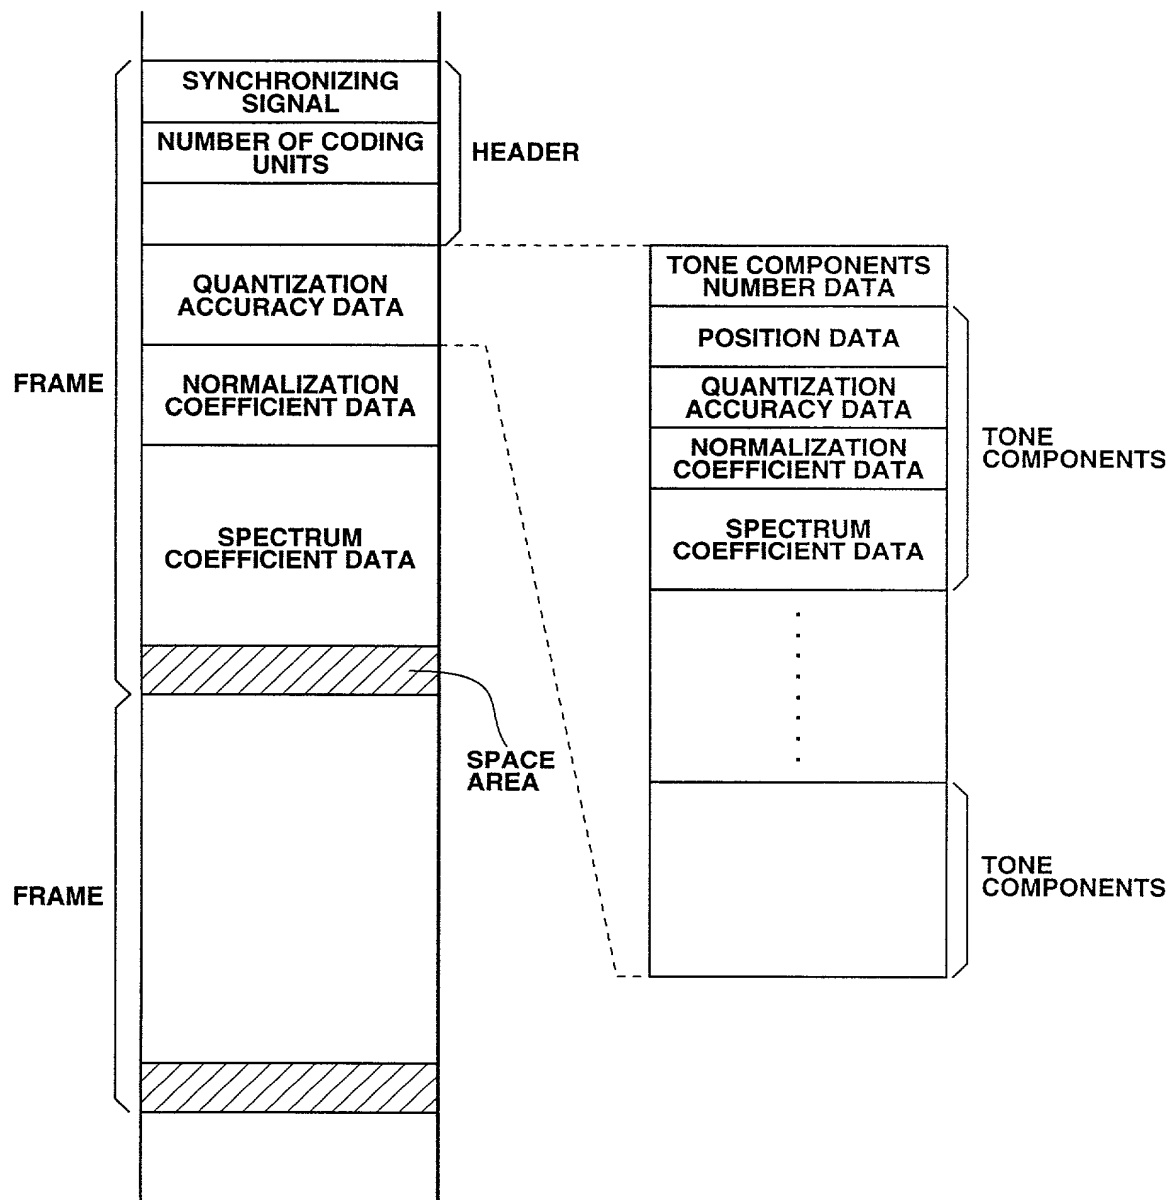 SYNCHRONIZING
SIGNAL
NUMBER OF CODING
UNITS
HEADER
QUANTIZATION
ACCURACY DATA
NORMALIZATION
COEFFICIENT DATA
FRAME
SPECTRUM
COEFFICIENT DATA
SPACE
AREA
FRAME
TONE COMPONENTS
NUMBER DATA
POSITION DATA
QUANTIZATION
ACCURACY DATA
NORMALIZATION
COEFFICIENT DATA
SPECTRUM
COEFFICIENT DATA
TONE
COMPONENTS
TONE
COMPONENTS